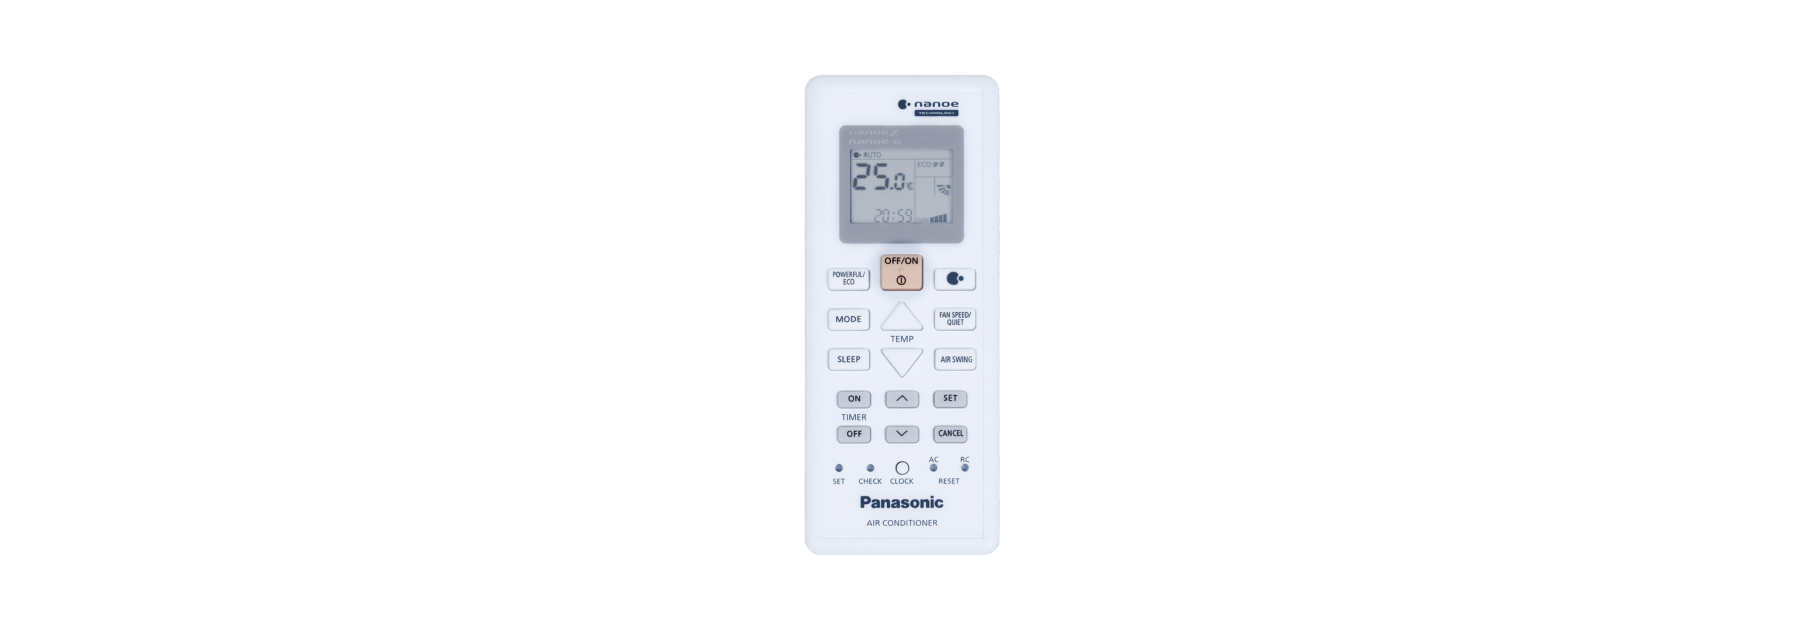 nanoe
TECHNOLOGY
nanoe X
nanoe-G
AUTO
ECO
25.0c
20:59
FAN
OFF/ON
POWERFUL/
ECO
MODE
FAN SPEED/
QUIET
TEMP
SLEEP
AIR SWING
ON
SET
TIMER
OFF
CANCEL
AC
RC
SET
CHECK
CLOCK
RESET
Panasonic
AIR CONDITIONER